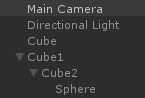 Main Camera
Directional Light
Cube
Cube1
Cube2
Sphere